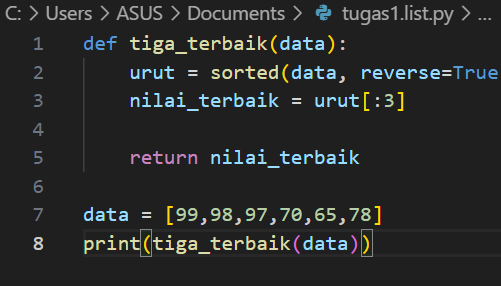 C: > Users > ASUS > Documents > tugas1.list.py > ...
1 def tiga_terbaik(data):
2     urut = sorted(data, reverse=True
3     nilai_terbaik = urut[:3]
4
5     return nilai_terbaik
6
7 data = [99,98,97,70,65,78]
8 print(tiga_terbaik(data))